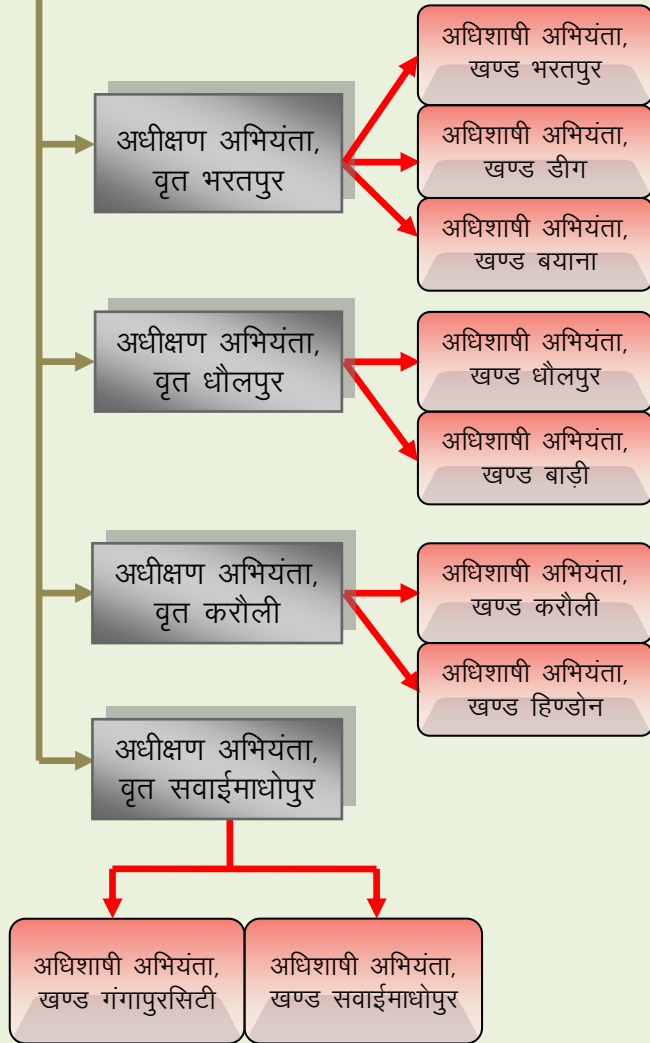 अधीक्षण अभियंता,
वृत भरतपुर
अधिशाषी अभियंता,
खण्ड भरतपुर
अधिशाषी अभियंता,
खण्ड डीग
अधिशाषी अभियंता,
खण्ड बयाना
अधीक्षण अभियंता,
वृत धौलपुर
अधिशाषी अभियंता,
खण्ड धौलपुर
अधिशाषी अभियंता,
खण्ड बाड़ी
अधीक्षण अभियंता,
वृत करौली
अधिशाषी अभियंता,
खण्ड करौली
अधिशाषी अभियंता,
खण्ड हिण्डोन
अधीक्षण अभियंता,
वृत सवाईमाधोपुर
अधिशाषी अभियंता,
खण्ड गंगापुरसिटी
अधिशाषी अभियंता,
खण्ड सवाईमाधोपुर